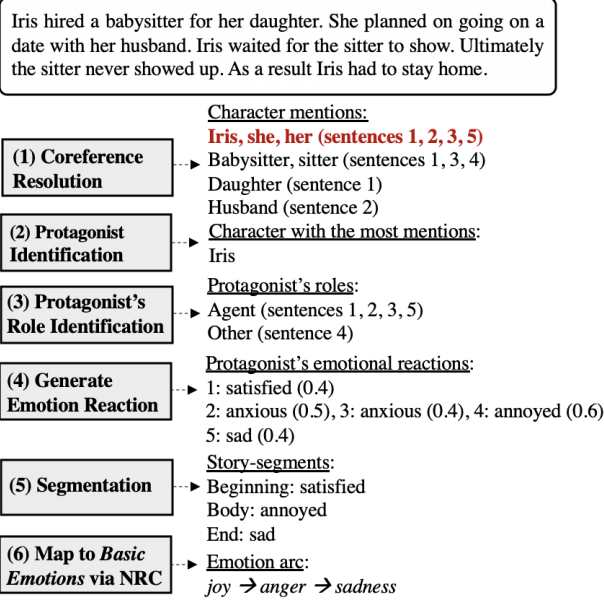 Iris hired a babysitter for her daughter. She planned on going on a
date with her husband. Iris waited for the sitter to show. Ultimately
the sitter never showed up. As a result Iris had to stay home.
(1) Coreference
Resolution
Character mentions:
Iris, she, her (sentences 1, 2, 3, 5)
Babysitter, sitter (sentences 1, 3, 4)
Daughter (sentence 1)
Husband (sentence 2)
(2) Protagonist
Identification
Character with the most mentions:
Iris
(3) Protagonist's
Role Identification
Protagonist's roles:
Agent (sentences 1, 2, 3, 5)
Other (sentence 4)
(4) Generate
Emotion Reaction
Protagonist's emotional reactions:
1: satisfied (0.4)
2: anxious (0.5), 3: anxious (0.4), 4: annoyed (0.6)
5: sad (0.4)
(5) Segmentation
Story-segments:
Beginning: satisfied
Body: annoyed
End: sad
(6) Map to Basic
Emotions via NRC
Emotion arc:
joy → anger → sadness